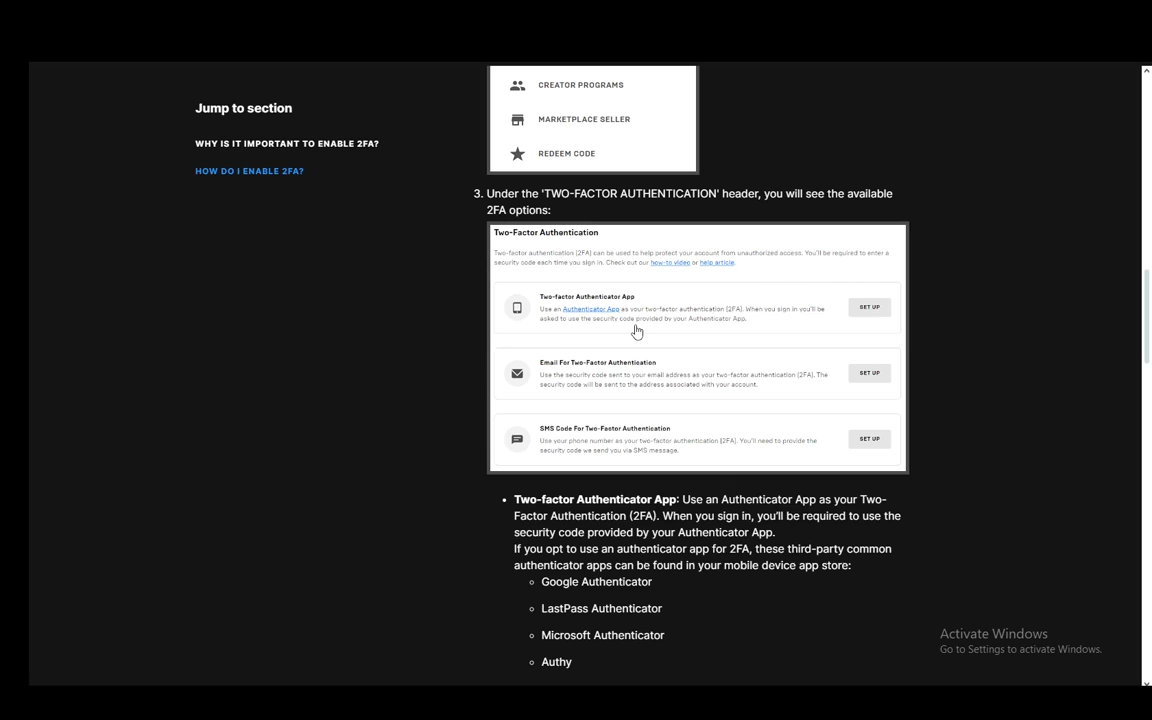 Jump to section
WHY IS IT IMPORTANT TO ENABLE 2FA?
HOW DO I ENABLE 2FA?
CREATOR PROGRAMS
MARKETPLACE SELLER
REDEEM CODE
3. Under the 'TWO-FACTOR AUTHENTICATION' header, you will see the available
2FA options:
Two-Factor Authentication
Two-factor authentication (2FA) can be used to help protect your account from unauthorized access. You'll be required to enter a
security code each time you sign in. Check out our how-to video or help article.
Two-factor Authenticator App
Use an Authenticator App as your two-factor authentication (2FA). When you sign in you'll be
asked to use the security code provided by your Authenticator App.
SET UP
Email For Two-Factor Authentication
Use the security code sent to your email address as your two-factor authentication (2FA). The
security code will be sent to the address associated with your account.
SET UP
SMS Code For Two-Factor Authentication
Use your phone number as your two-factor authentication (2FA). You'll need to provide the
security code we send you via SMS message.
SET UP
• Two-factor Authenticator App: Use an Authenticator App as your Two-
Factor Authentication (2FA). When you sign in, you'll be required to use the
security code provided by your Authenticator App.
If you opt to use an authenticator app for 2FA, these third-party common
authenticator apps can be found in your mobile device app store:
Google Authenticator
LastPass Authenticator
Microsoft Authenticator
Authy
Activate Windows
Go to Settings to activate Windows.